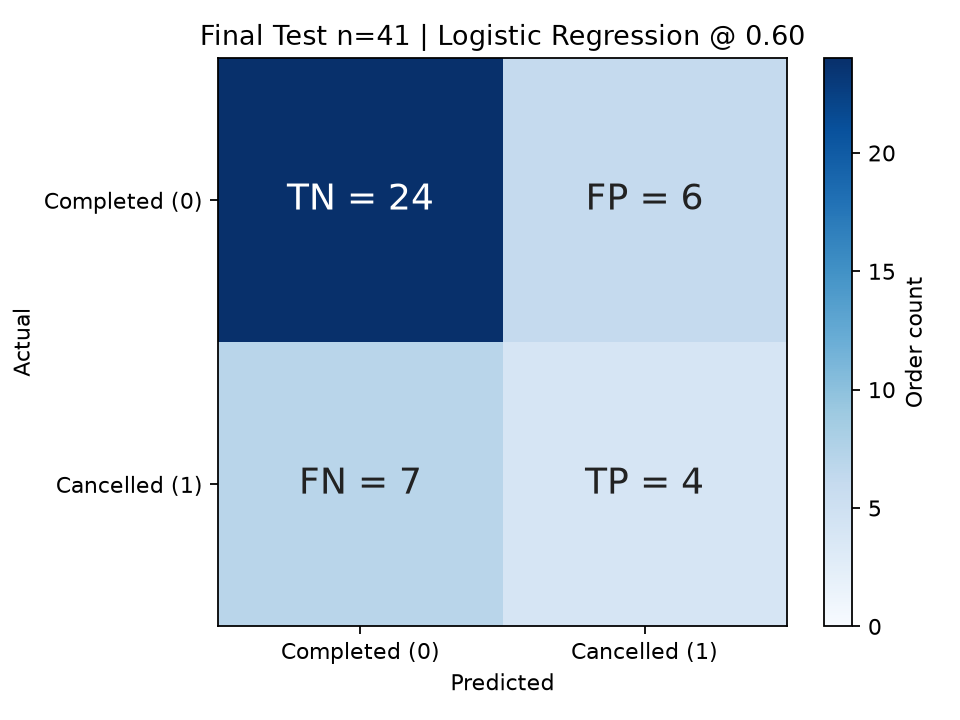 Final Test n=41 | Logistic Regression @ 0.60
Completed (0)
TN = 24
FP = 6
Cancelled (1)
FN = 7
TP = 4
Actual
Completed (0)
Cancelled (1)
Predicted
20
15
10
5
0
Order count